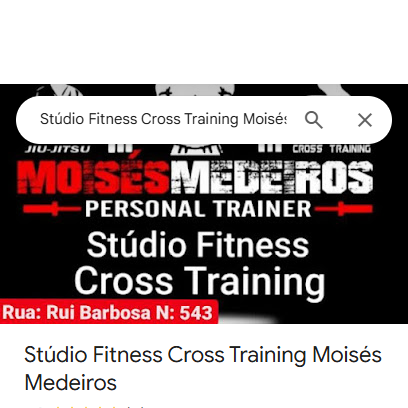 Stúdio Fitness Cross Training Moisés
JIU-JITSU CROSS TRAINING
MOISÉS MEDEIROS
PERSONAL TRAINER
Stúdio Fitness
Cross Training
Rua: Rui Barbosa N: 543
Stúdio Fitness Cross Training Moisés
Medeiros